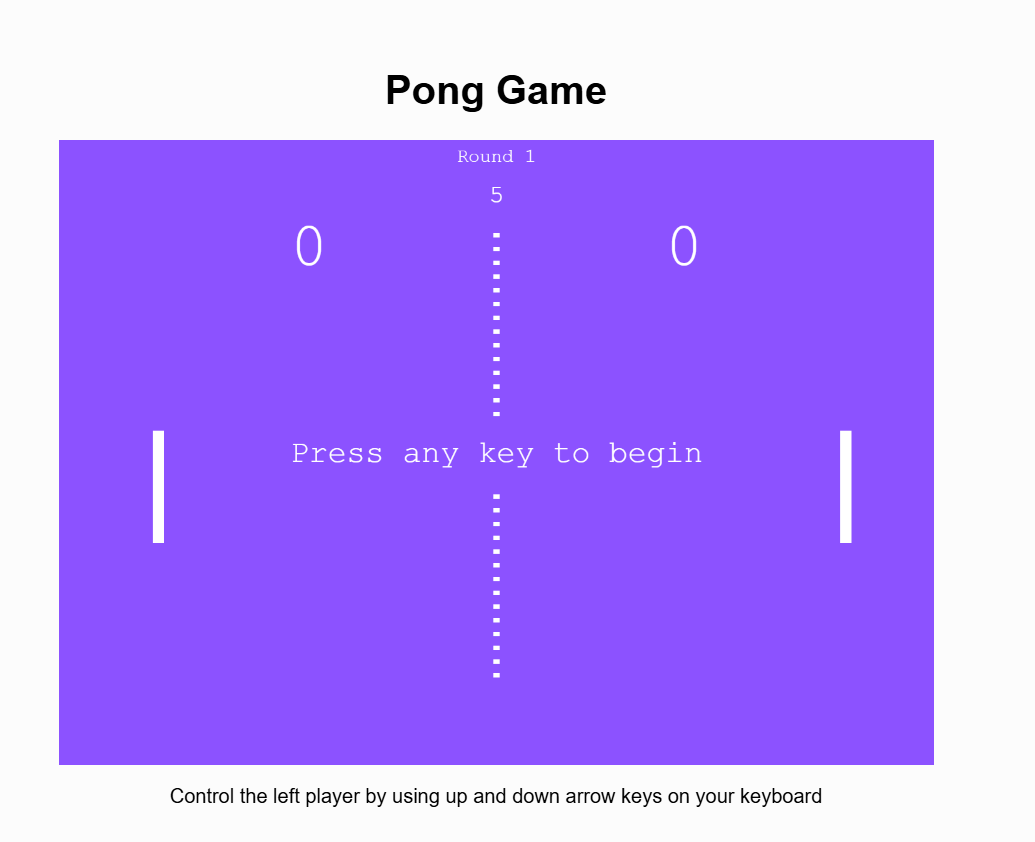 Pong Game
Round 1
5
0 0
Press any key to begin
Control the left player by using up and down arrow keys on your keyboard